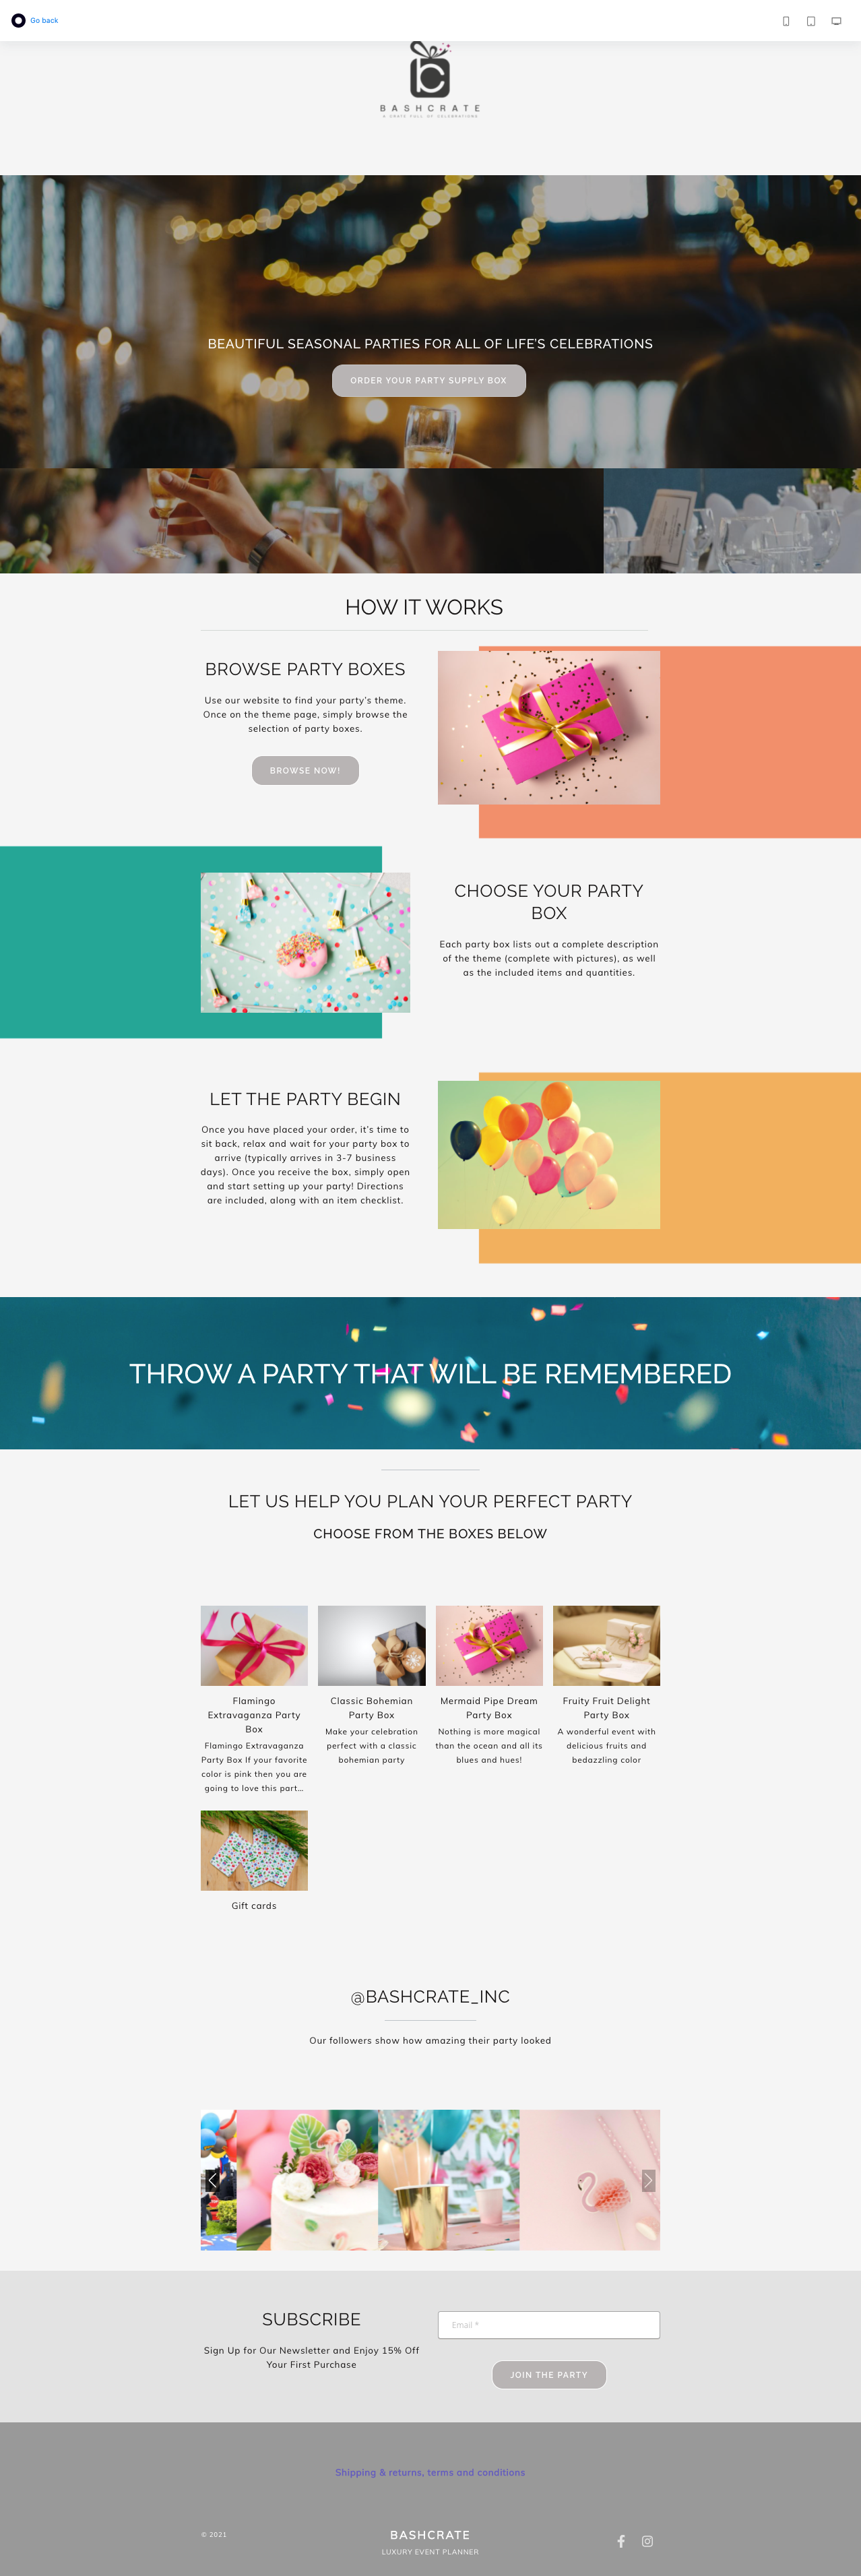 Go back
BASHCRATE
A CRATE FULL OF CELEBRATIONS
BEAUTIFUL SEASONAL PARTIES FOR ALL OF LIFE'S CELEBRATIONS
ORDER YOUR PARTY SUPPLY BOX
HOW IT WORKS
BROWSE PARTY BOXES
Use our website to find your party's theme.
Once on the theme page, simply browse the
selection of party boxes.
BROWSE NOW!
CHOOSE YOUR PARTY
BOX
Each party box lists out a complete description
of the theme (complete with pictures), as well
as the included items and quantities.
LET THE PARTY BEGIN
Once you have placed your order, it's time to
sit back, relax and wait for your party box to
arrive (typically arrives in 3-7 business
days). Once you receive the box, simply open
and start setting up your party! Directions
are included, along with an item checklist.
THROW A PARTY THAT WILL BE REMEMBERED
LET US HELP YOU PLAN YOUR PERFECT PARTY
CHOOSE FROM THE BOXES BELOW
Flamingo
Extravaganza Party
Box
Flamingo Extravaganza
Party Box If your favorite
color is pink then you are
going to love this part...
Classic Bohemian
Party Box
Make your celebration
perfect with a classic
bohemian party
Mermaid Pipe Dream
Party Box
Nothing is more magical
than the ocean and all its
blues and hues!
Fruity Fruit Delight
Party Box
A wonderful event with
delicious fruits and
bedazzling color
Gift cards
@BASHCRATE_INC
Our followers show how amazing their party looked
SUBSCRIBE
Sign Up for Our Newsletter and Enjoy 15% Off
Your First Purchase
Email *
JOIN THE PARTY
Shipping & returns, terms and conditions
© 2021
BASHCRATE
LUXURY EVENT PLANNER